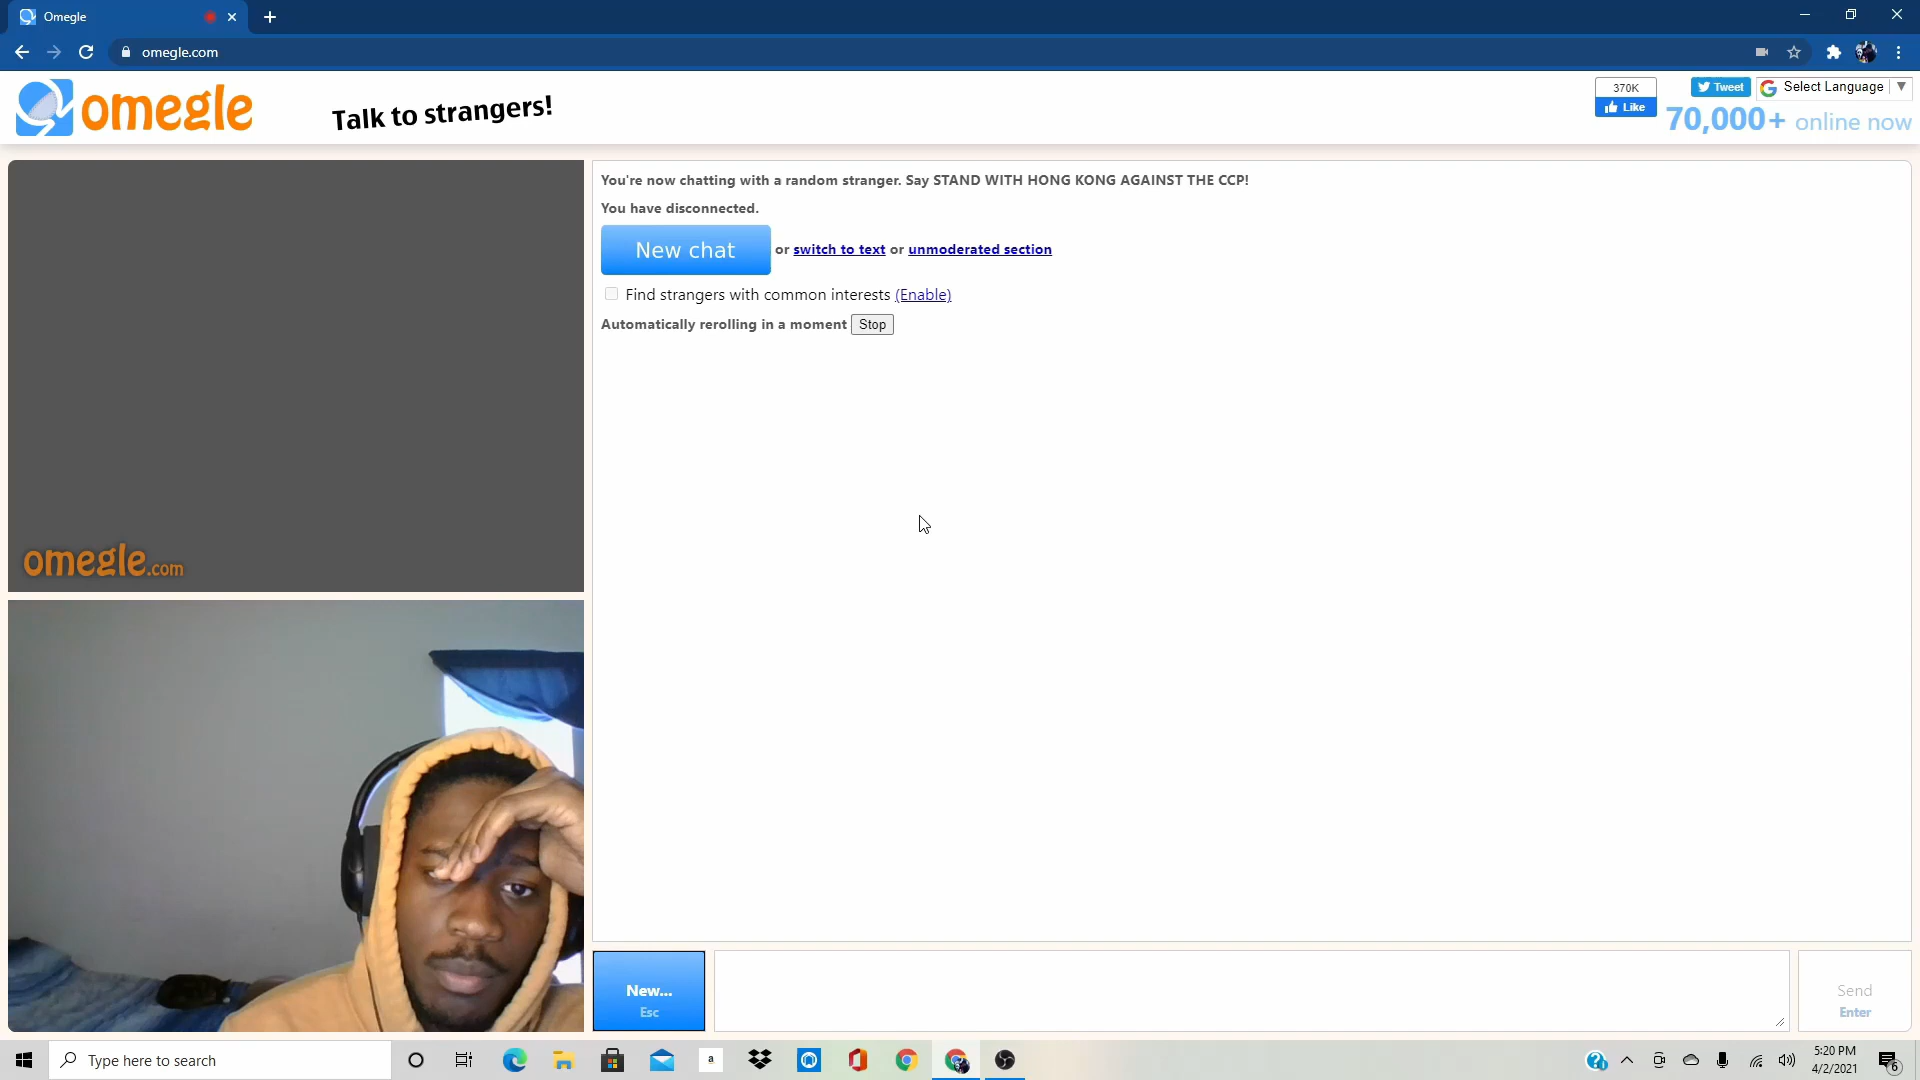 Omegle
omegle.com
omegle
Talk to strangers!
370K
Like
Tweet
Select Language
70,000+ online now
You're now chatting with a random stranger. Say STAND WITH HONG KONG AGAINST THE CCP!
You have disconnected.
New chat or switch to text or unmoderated section
Find strangers with common interests (Enable)
Automatically rerolling in a moment Stop
omegle.com
New...
Esc
Send
Enter
Type here to search
a
5:20 PM
4/2/2021
6